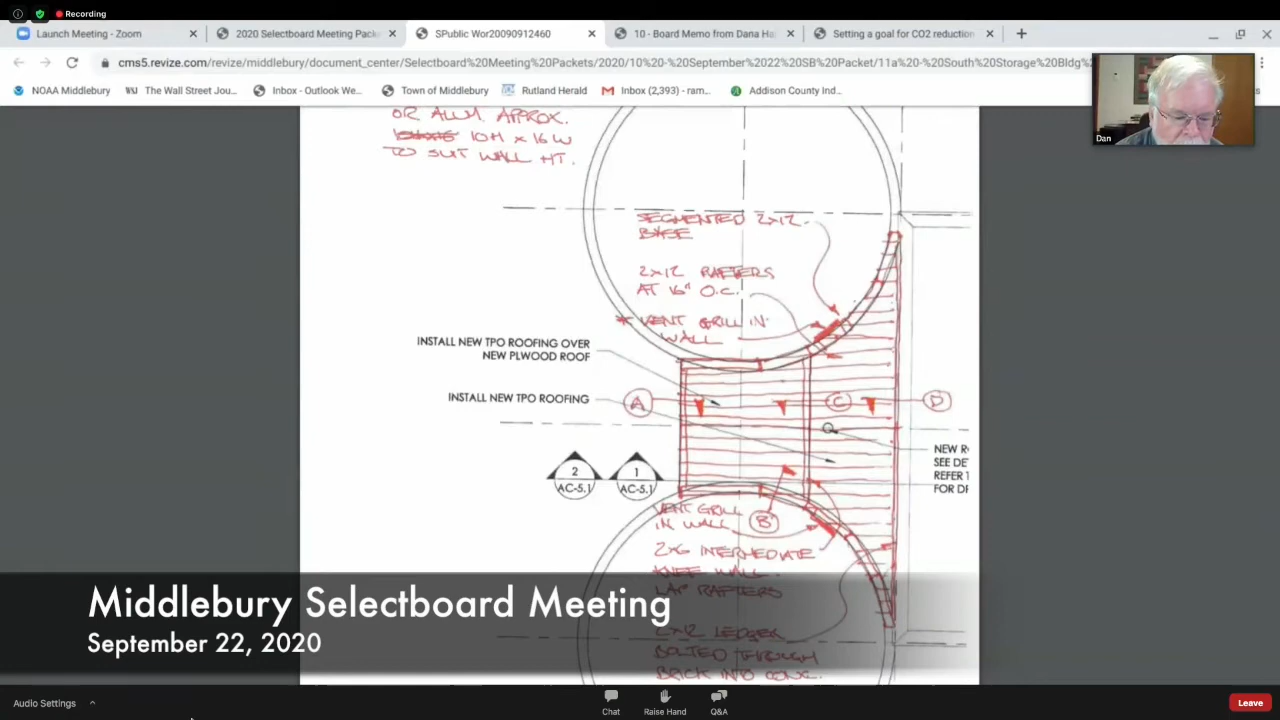 Recording
Launch Meeting - Zoom
2020 Selectboard Meeting Pack
SPublic Wor20090912460
10 - Board Memo from Dana Ha
Setting a goal for CO2 reduction
cms5.revize.com/revize/middlebury/document_center/Selectboard%20Meeting%20Packets/2020/10%20-%20September%2022%20SB%20Packet/11a%20-%20South%20Storage%20Bldg
NOAA Middlebury
WSJ The Wall Street Jou...
Inbox - Outlook We...
Town of Middlebury
Rutland Herald
Inbox (2,393) - ram...
Addison County Ind...
Dan
OR ALUM. APPROX.
10H x 16W
TO SUIT WALL HT.
SEGMENTED 2x12
BASE
2x12 RAFTERS
AT 16" O.C.
* VENT GRILL IN
WALL
INSTALL NEW TPO ROOFING OVER
NEW PLWOOD ROOF
INSTALL NEW TPO ROOFING
A
C
D
NEW R
SEE DE
REFER
FOR D
2
AC-5.1
1
AC-5.1
VENT GRILL
IN WALL
B
2x6 INTERMEDIATE
KNEE WALL.
LAP RAFTERS
2x12 LEDGER
BOLTED THROUGH
BRICK INTO CONC.
Middlebury Selectboard Meeting
September 22, 2020
Audio Settings
Chat
Raise Hand
Q&A
Leave